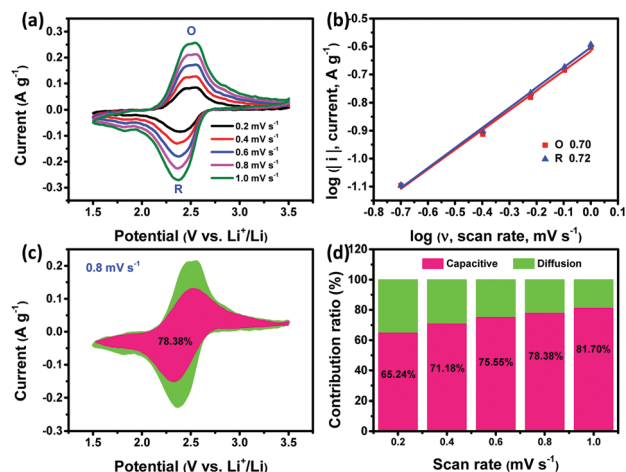 (a)
0.3
0.2
0.1
0.0
-0.1
-0.2
-0.3
Current (A g⁻¹)
O
R
0.2 mV s⁻¹
0.4 mV s⁻¹
0.6 mV s⁻¹
0.8 mV s⁻¹
1.0 mV s⁻¹
1.5 2.0 2.5 3.0 3.5
Potential (V vs. Li⁺/Li)
(b)
-0.5
-0.6
-0.7
-0.8
-0.9
-1.0
-1.1
log (| i |, current, A g⁻¹)
O 0.70
R 0.72
-0.8 -0.7 -0.6 -0.5 -0.4 -0.3 -0.2 -0.1 0.0 0.1
log (ν, scan rate, mV s⁻¹)
(c)
0.3
0.2
0.1
0.0
-0.1
-0.2
-0.3
Current (A g⁻¹)
0.8 mV s⁻¹
78.38%
1.5 2.0 2.5 3.0 3.5
Potential (V vs. Li⁺/Li)
(d)
120
100
80
60
40
20
0
Contribution ratio (%)
Capacitive Diffusion
65.24% 71.18% 75.55% 78.38% 81.70%
0.2 0.4 0.6 0.8 1.0
Scan rate (mV s⁻¹)